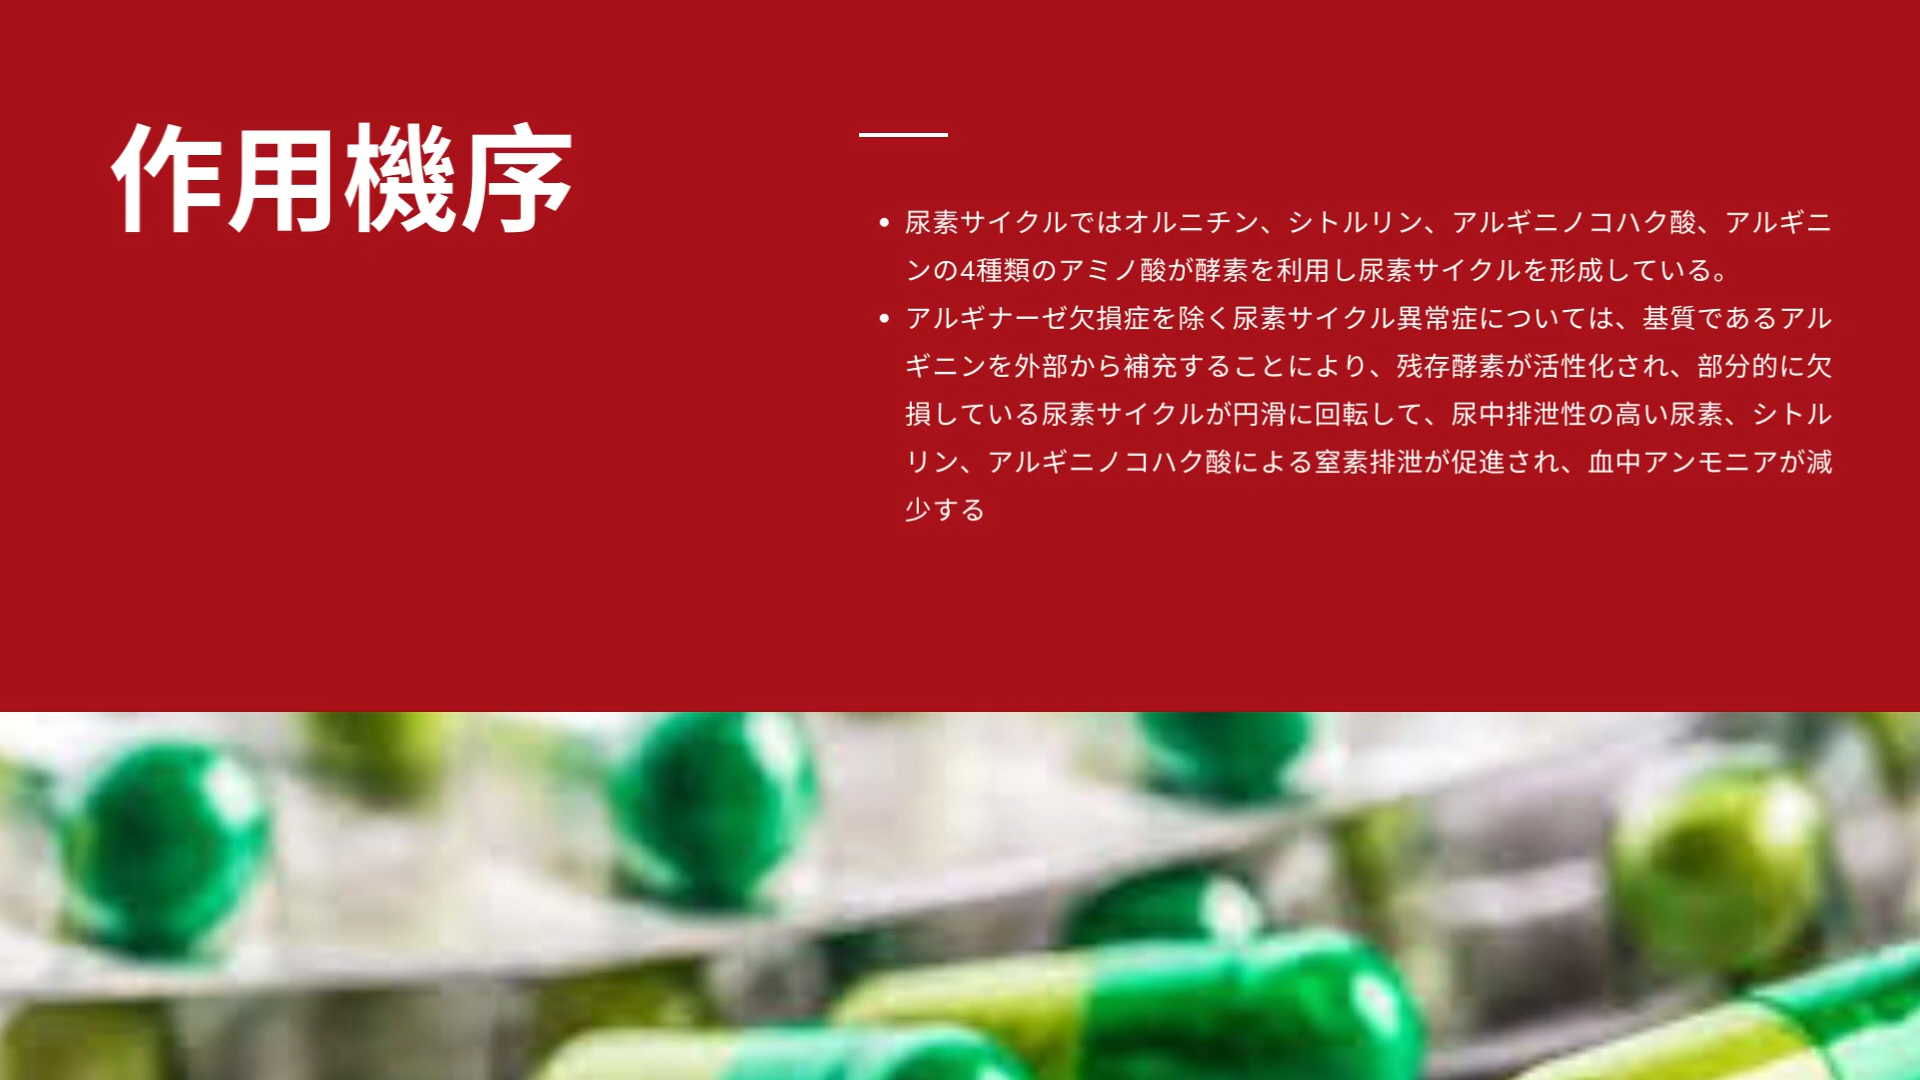 作用機序
• 尿素サイクルではオルニチン、シトルリン、アルギニノコハク酸、アルギニ
ンの4種類のアミノ酸が酵素を利用し尿素サイクルを形成している。
• アルギナーゼ欠損症を除く尿素サイクル異常症については、基質であるアル
ギニンを外部から補充することにより、残存酵素が活性化され、部分的に欠
損している尿素サイクルが円滑に回転して、尿中排泄性の高い尿素、シトル
リン、アルギニノコハク酸による窒素排泄が促進され、血中アンモニアが減
少する